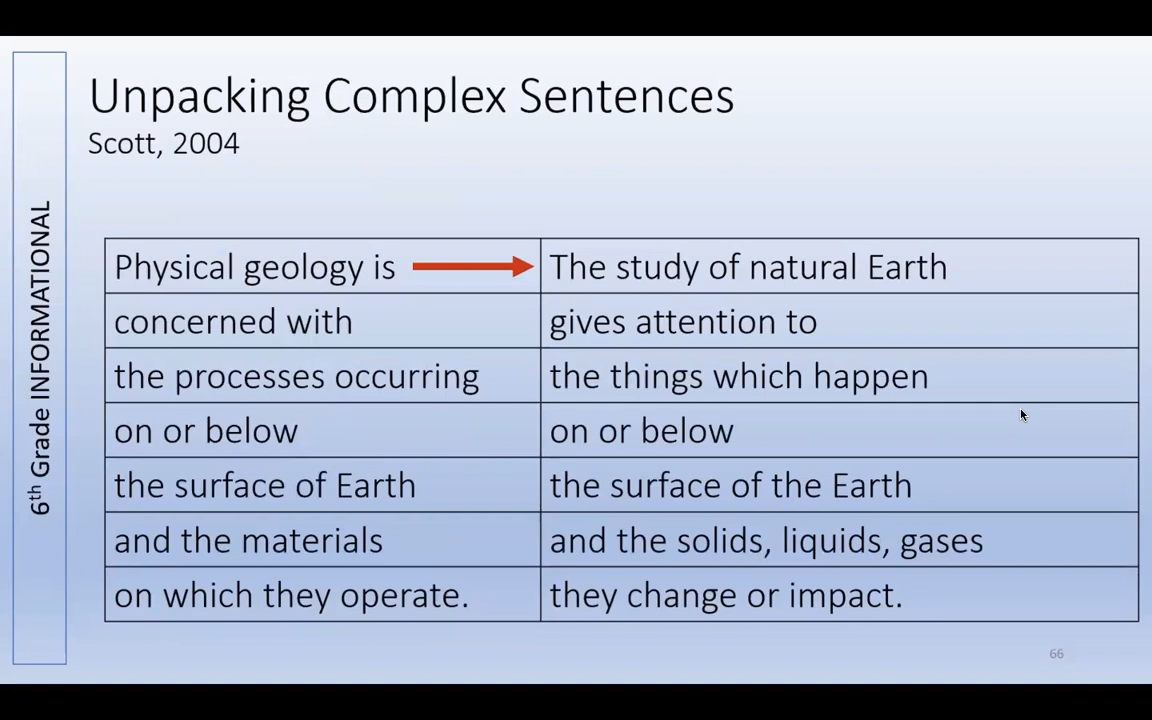 Unpacking Complex Sentences
Scott, 2004
6th Grade INFORMATIONAL
Physical geology is The study of natural Earth
concerned with gives attention to
the processes occurring the things which happen
on or below on or below
the surface of Earth the surface of the Earth
and the materials and the solids, liquids, gases
on which they operate. they change or impact.
66